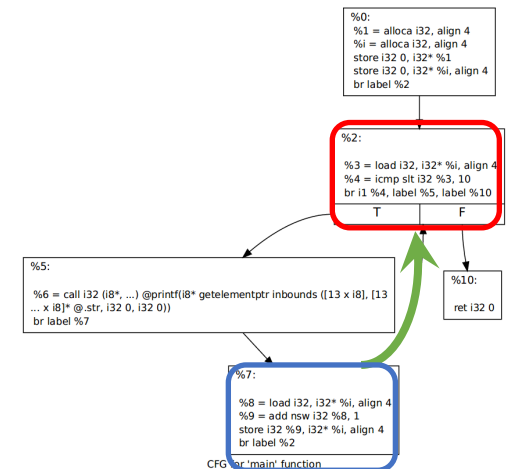 %0:
%1 = alloca i32, align 4
%i = alloca i32, align 4
store i32 0, i32* %1
store i32 0, i32* %i, align 4
br label %2
%2:
%3 = load i32, i32* %i, align 4
%4 = icmp slt i32 %3, 10
br i1 %4, label %5, label %10
T F
%5:
%6 = call i32 (i8*, ...) @printf(i8* getelementptr inbounds ([13 x i8], [13
... x i8]* @.str, i32 0, i32 0))
br label %7
%10:
ret i32 0
%7:
%8 = load i32, i32* %i, align 4
%9 = add nsw i32 %8, 1
store i32 %9, i32* %i, align 4
br label %2
CFG for 'main' function